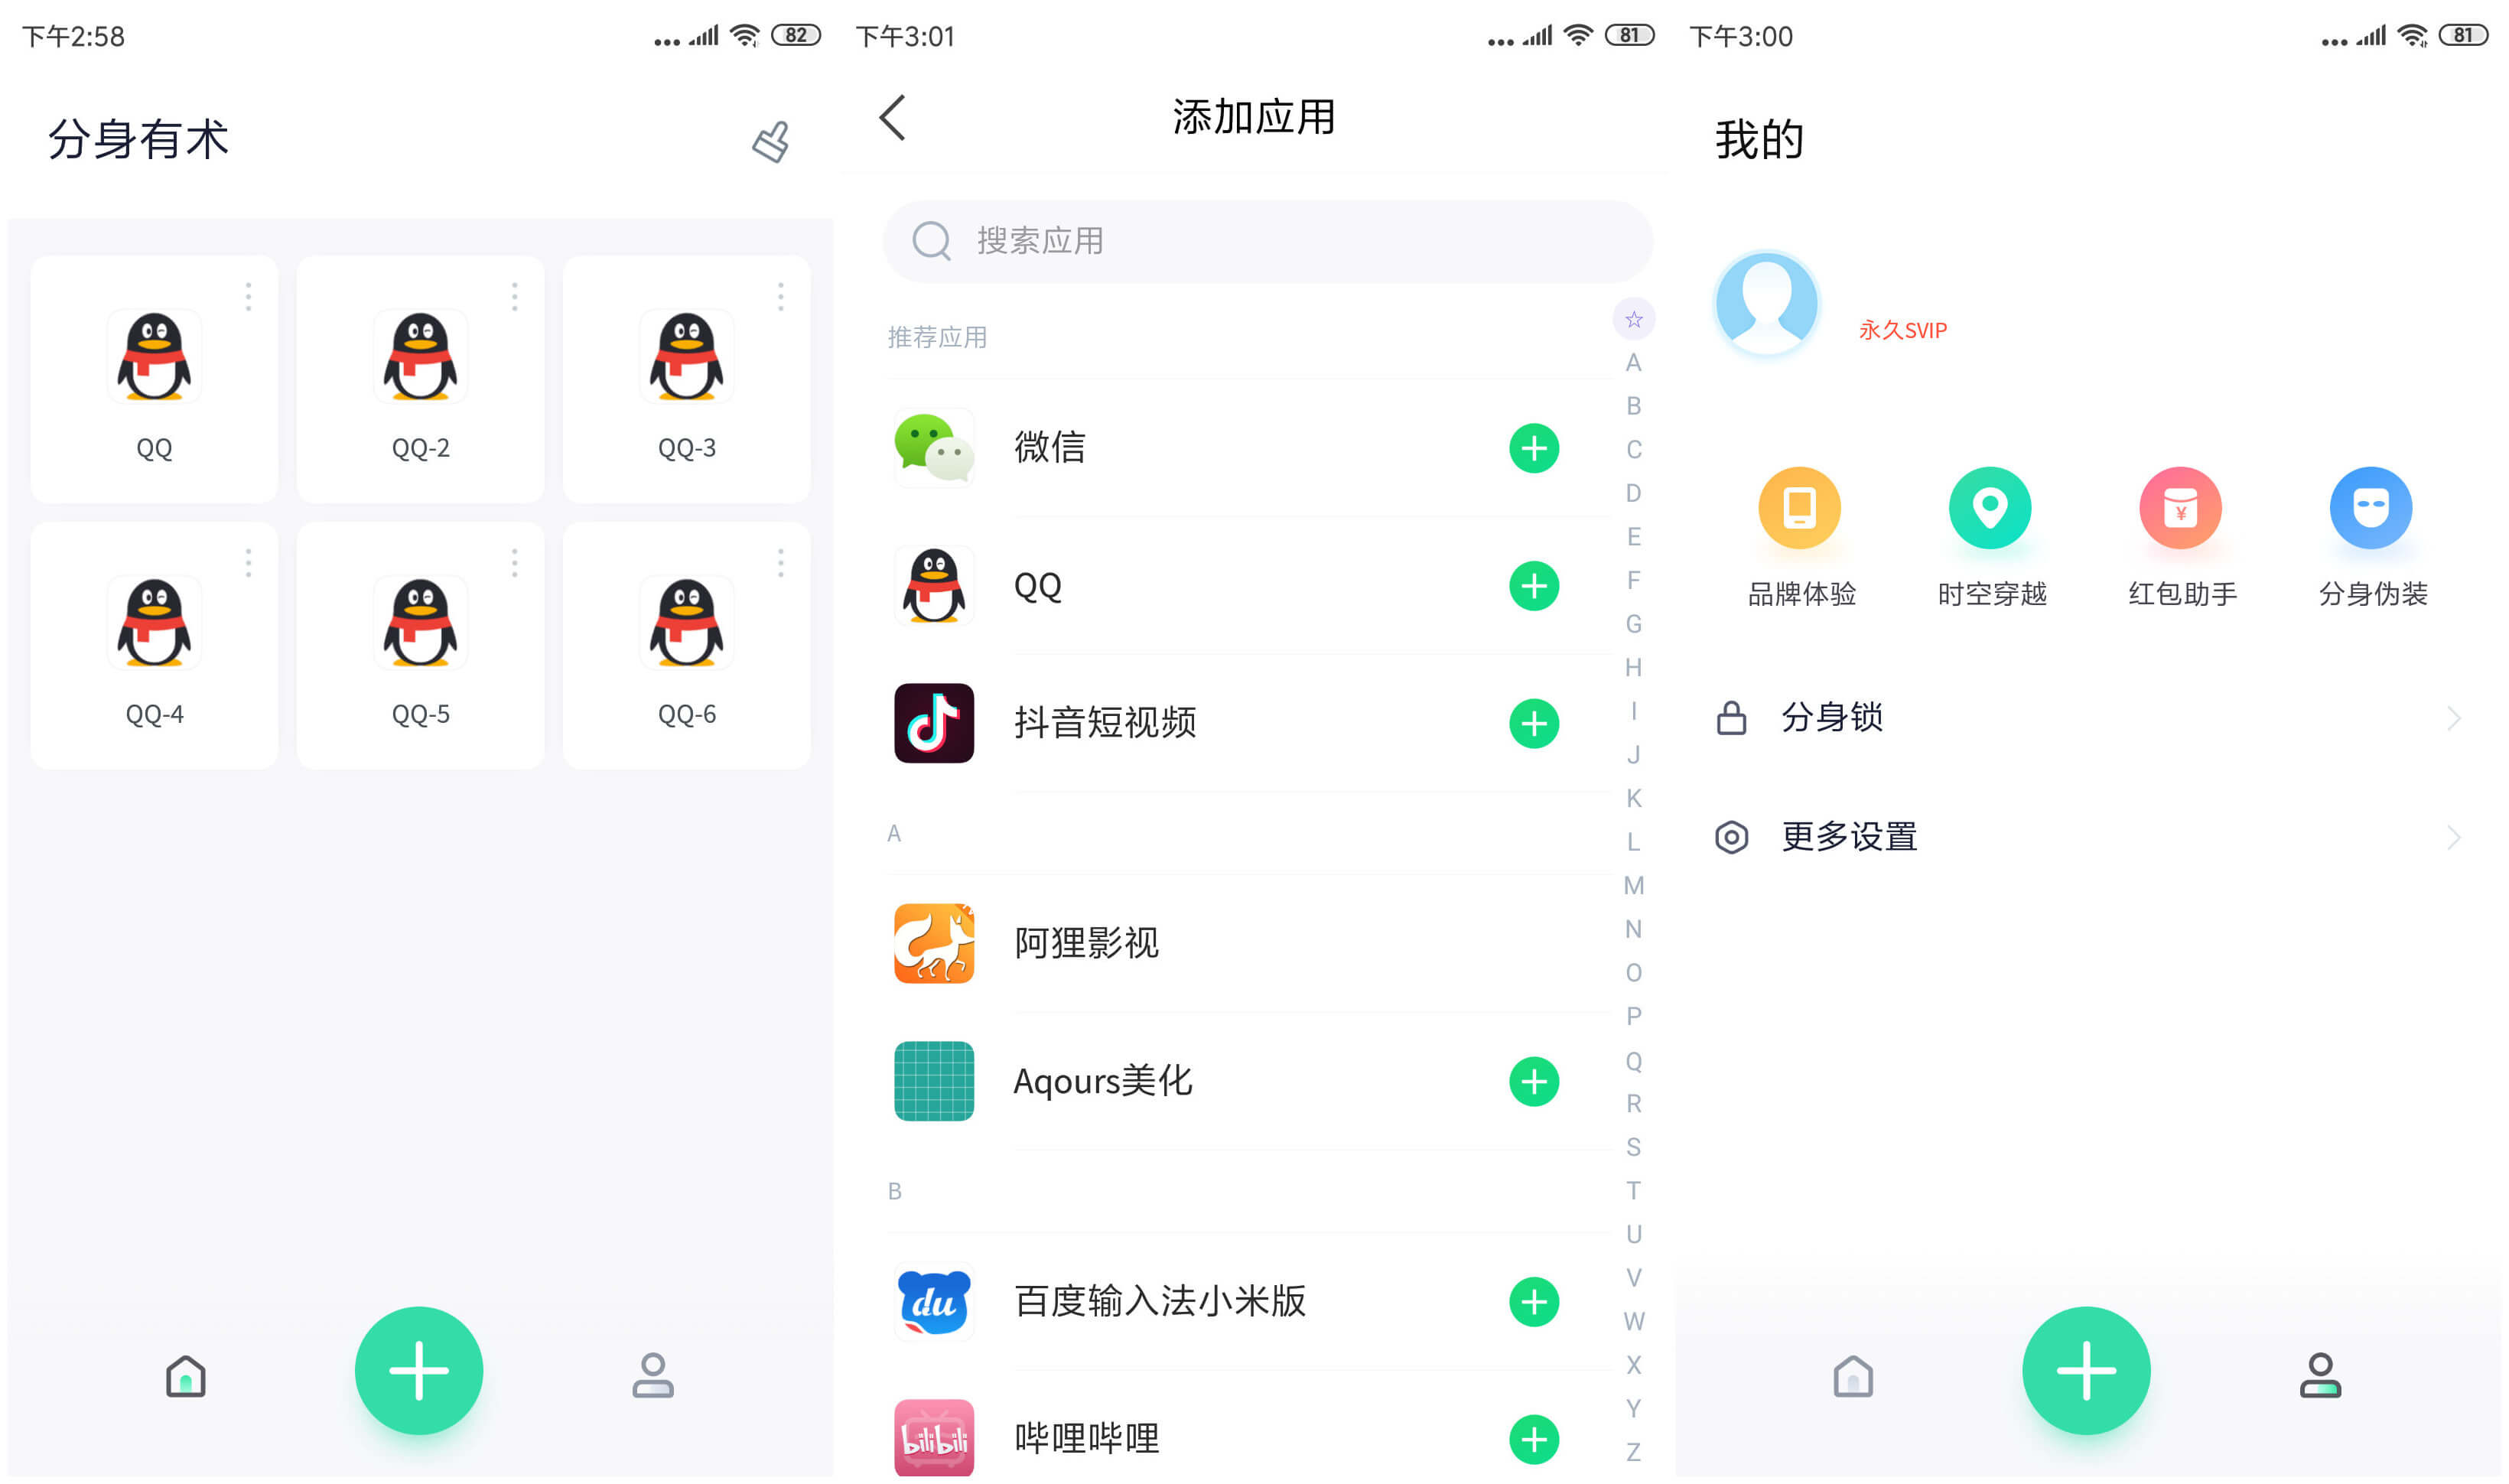 下午2:58
82
分身有术
QQ
QQ-2
QQ-3
QQ-4
QQ-5
QQ-6
下午3:01
81
添加应用
搜索应用
推荐应用
微信
QQ
抖音短视频
A
阿狸影视
Aqours美化
B
百度输入法小米版
du
哔哩哔哩
bilibili
☆
A
B
C
D
E
F
G
H
I
J
K
L
M
N
O
P
Q
R
S
T
U
V
W
X
Y
Z
下午3:00
81
我的
永久SVIP
¥
品牌体验
时空穿越
红包助手
分身伪装
分身锁
更多设置